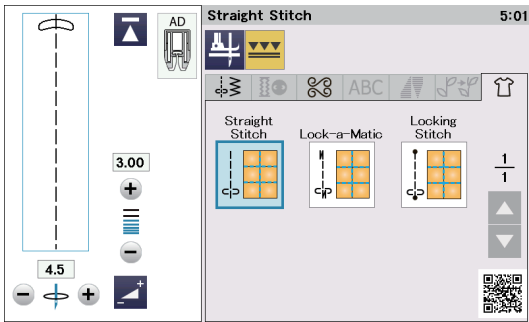 AD
3.00
+
−
4.5
−
+
+
Straight Stitch
5:01
ABC
Straight
Stitch
Lock-a-Matic
Locking
Stitch
1
1